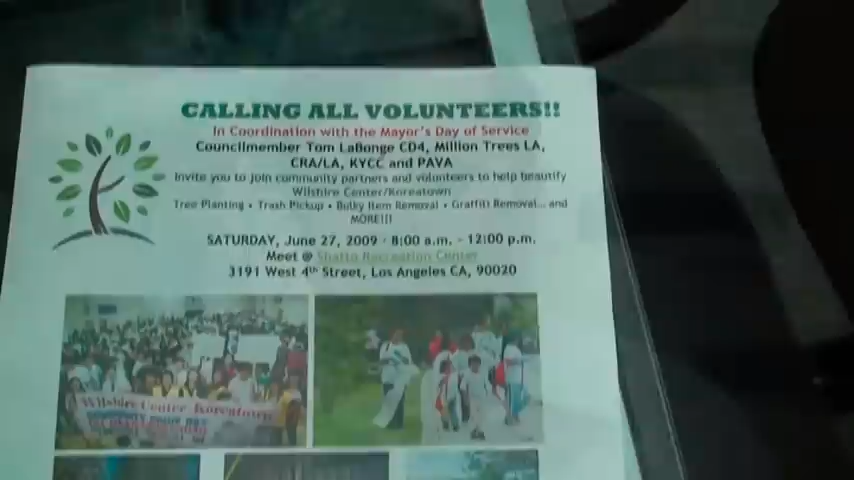 CALLING ALL VOLUNTEERS!!
In Coordination with the Mayor's Day of Service
Councilmember Tom LaBonge CD4, Million Trees LA,
CRA/LA, KYCC and PAVA
Invite you to join community partners and volunteers to help beautify
Wilshire Center/Koreatown
Tree Planting • Trash Pickup • Bulky Item Removal • Graffiti Removal... and
MORE!!!
SATURDAY, June 27, 2009 - 8:00 a.m. - 12:00 p.m.
Meet @ Shatto Recreation Center
3191 West 4th Street, Los Angeles CA, 90020
Wilshire Center Koreatown